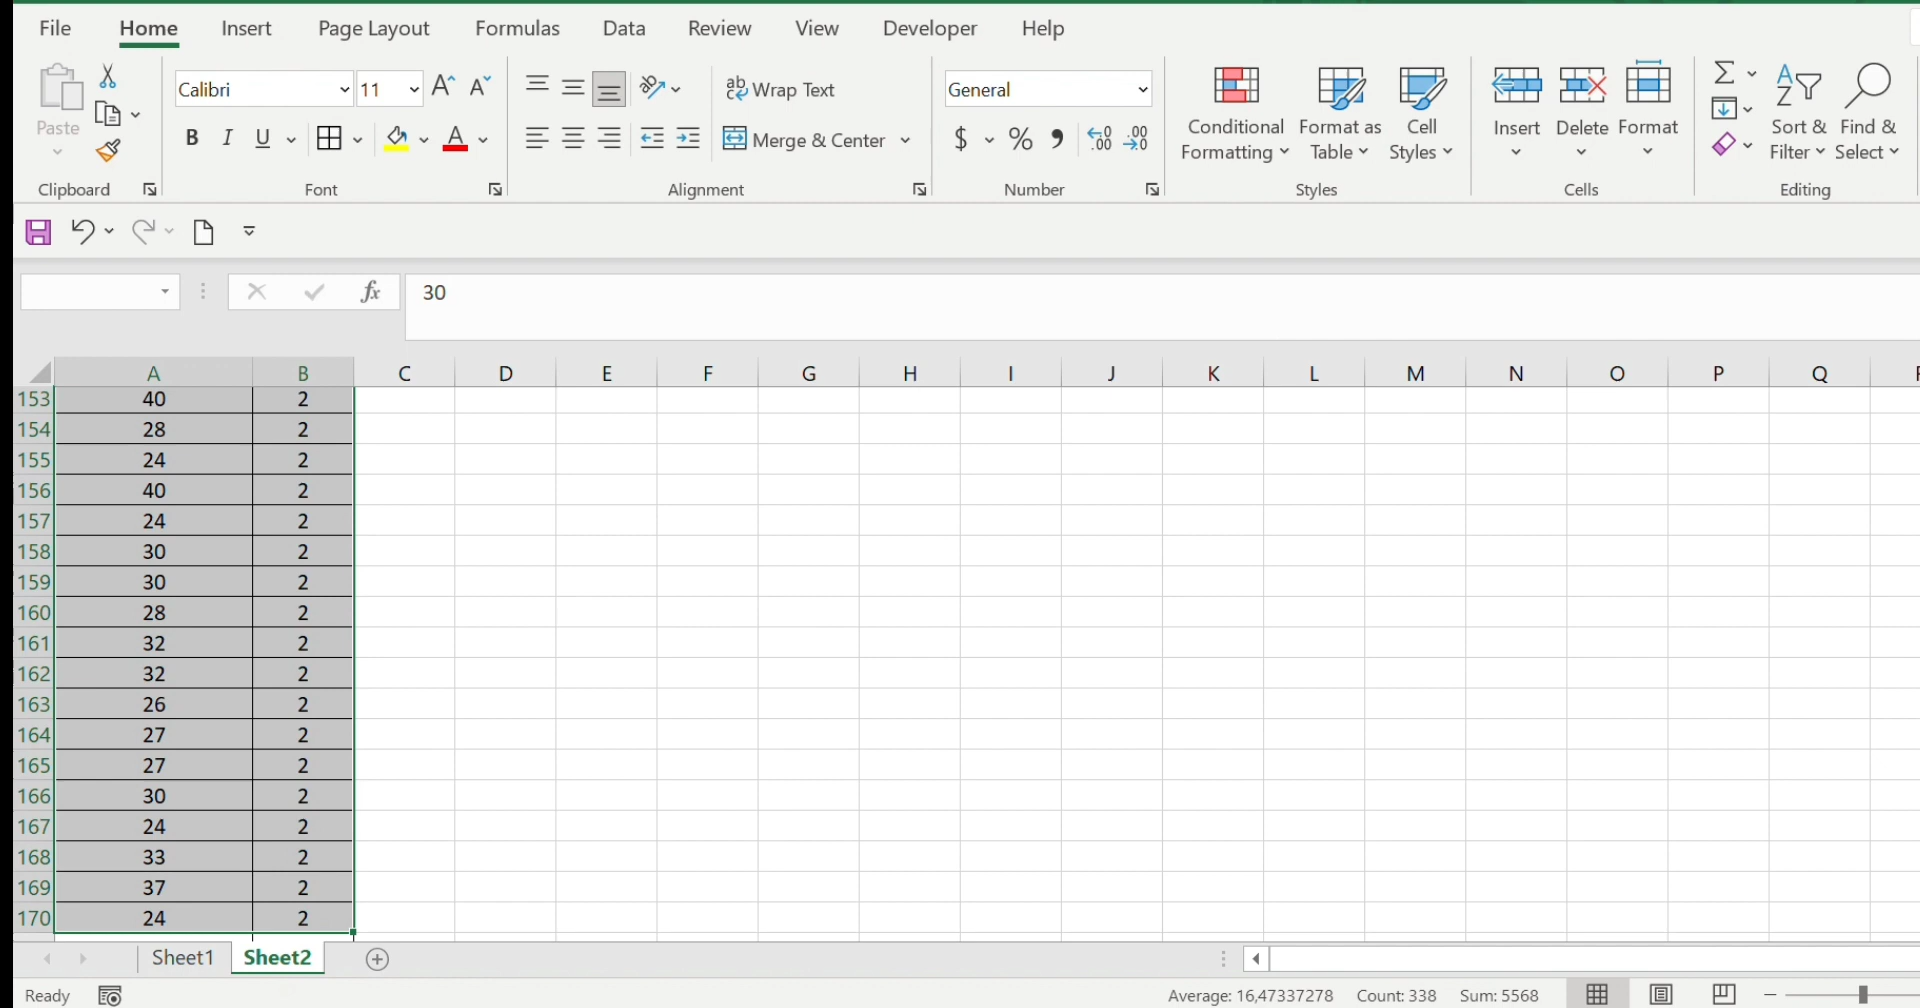 File Home Insert Page Layout Formulas Data Review View Developer Help
Paste
Clipboard
Calibri 11
B I U A
Font
Wrap Text
Merge & Center
Alignment
General
$ % 9
Number
Conditional Formatting
Format as Table
Cell Styles
Styles
Insert Delete Format
Cells
Sort & Filter
Find & Select
Editing
fx 30
A B C D E F G H I J K L M N O P Q
153 40 2
154 28 2
155 24 2
156 40 2
157 24 2
158 30 2
159 30 2
160 28 2
161 32 2
162 32 2
163 26 2
164 27 2
165 27 2
166 30 2
167 24 2
168 33 2
169 37 2
170 24 2
Sheet1 Sheet2
Ready Average: 16,47337278 Count: 338 Sum: 5568